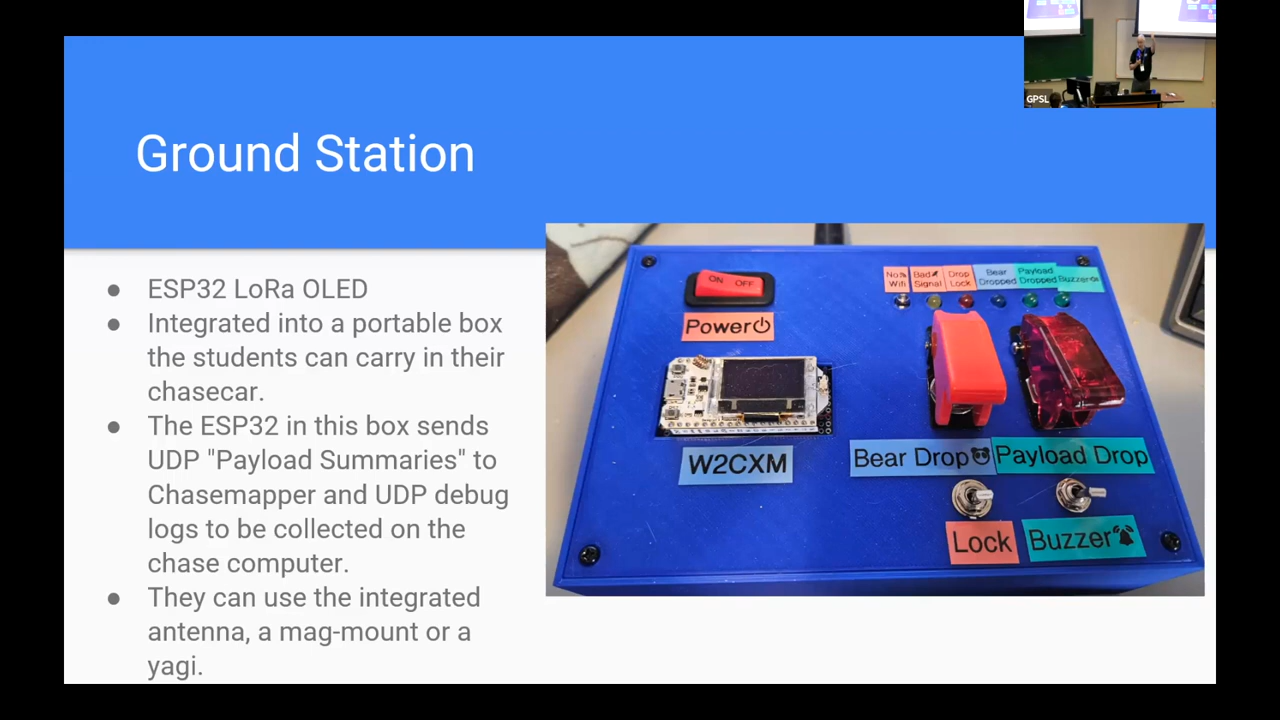 GPSL
Ground Station
● ESP32 LoRa OLED
● Integrated into a portable box
the students can carry in their
chasecar.
● The ESP32 in this box sends
UDP "Payload Summaries" to
Chasemapper and UDP debug
logs to be collected on the
chase computer.
● They can use the integrated
antenna, a mag-mount or a
yagi.
ON OFF
Power
No
Wifi
Bad
Signal
Drop
Lock
Bear
Dropped
Payload
Dropped
Buzzer
W2CXM
Bear Drop
Payload Drop
Lock
Buzzer